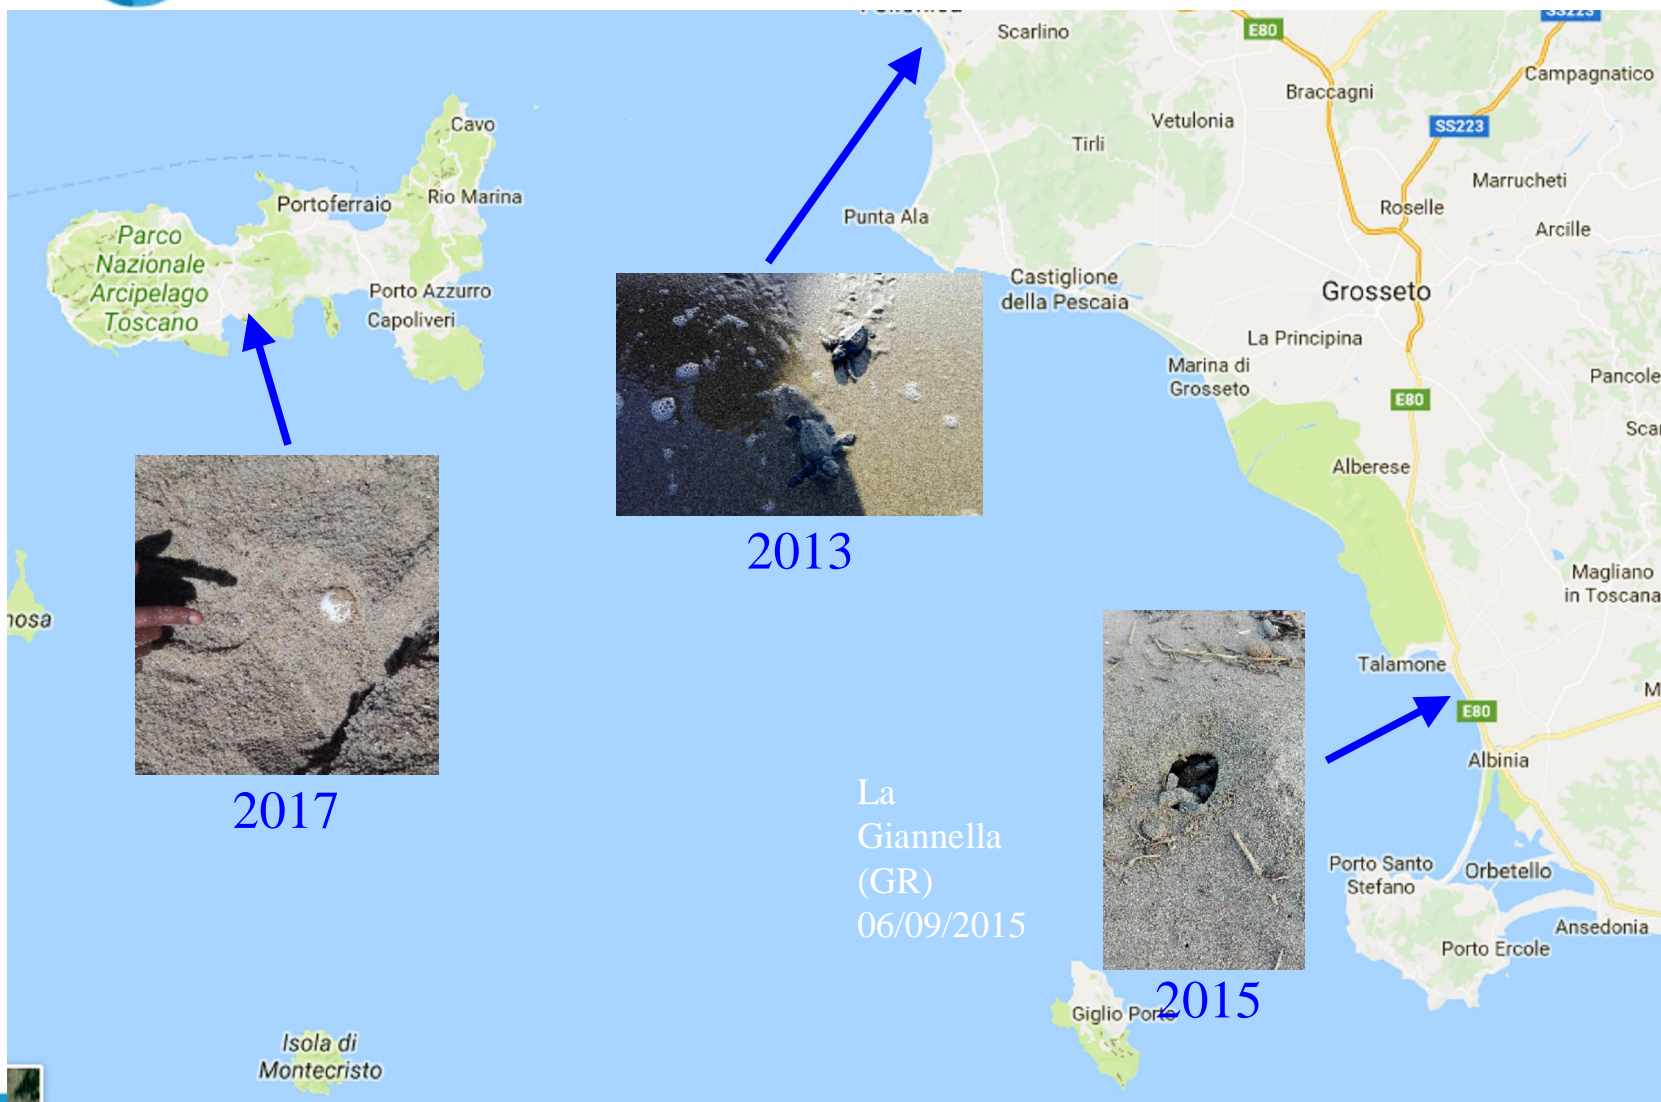 Scarlino
E80
SS223
Campagnatico
Braccagni
Cavo
Vetulonia
SS223
Tirli
Marrucheti
Rio Marina
Portoferraio
Roselle
Punta Ala
Arcille
Parco
Nazionale
Arcipelago
Toscano
Castiglione
della Pescaia
Porto Azzurro
Grosseto
Capoliveri
La Principina
Marina di
Grosseto
Pancole
E80
Scar
Alberese
2013
Magliano
in Toscana
nosa
Talamone
M
E80
Albinia
2017
La
Giannella
(GR)
06/09/2015
Porto Santo
Stefano
Orbetello
Ansedonia
Porto Ercole
2015
Giglio Porto
Isola di
Montecristo